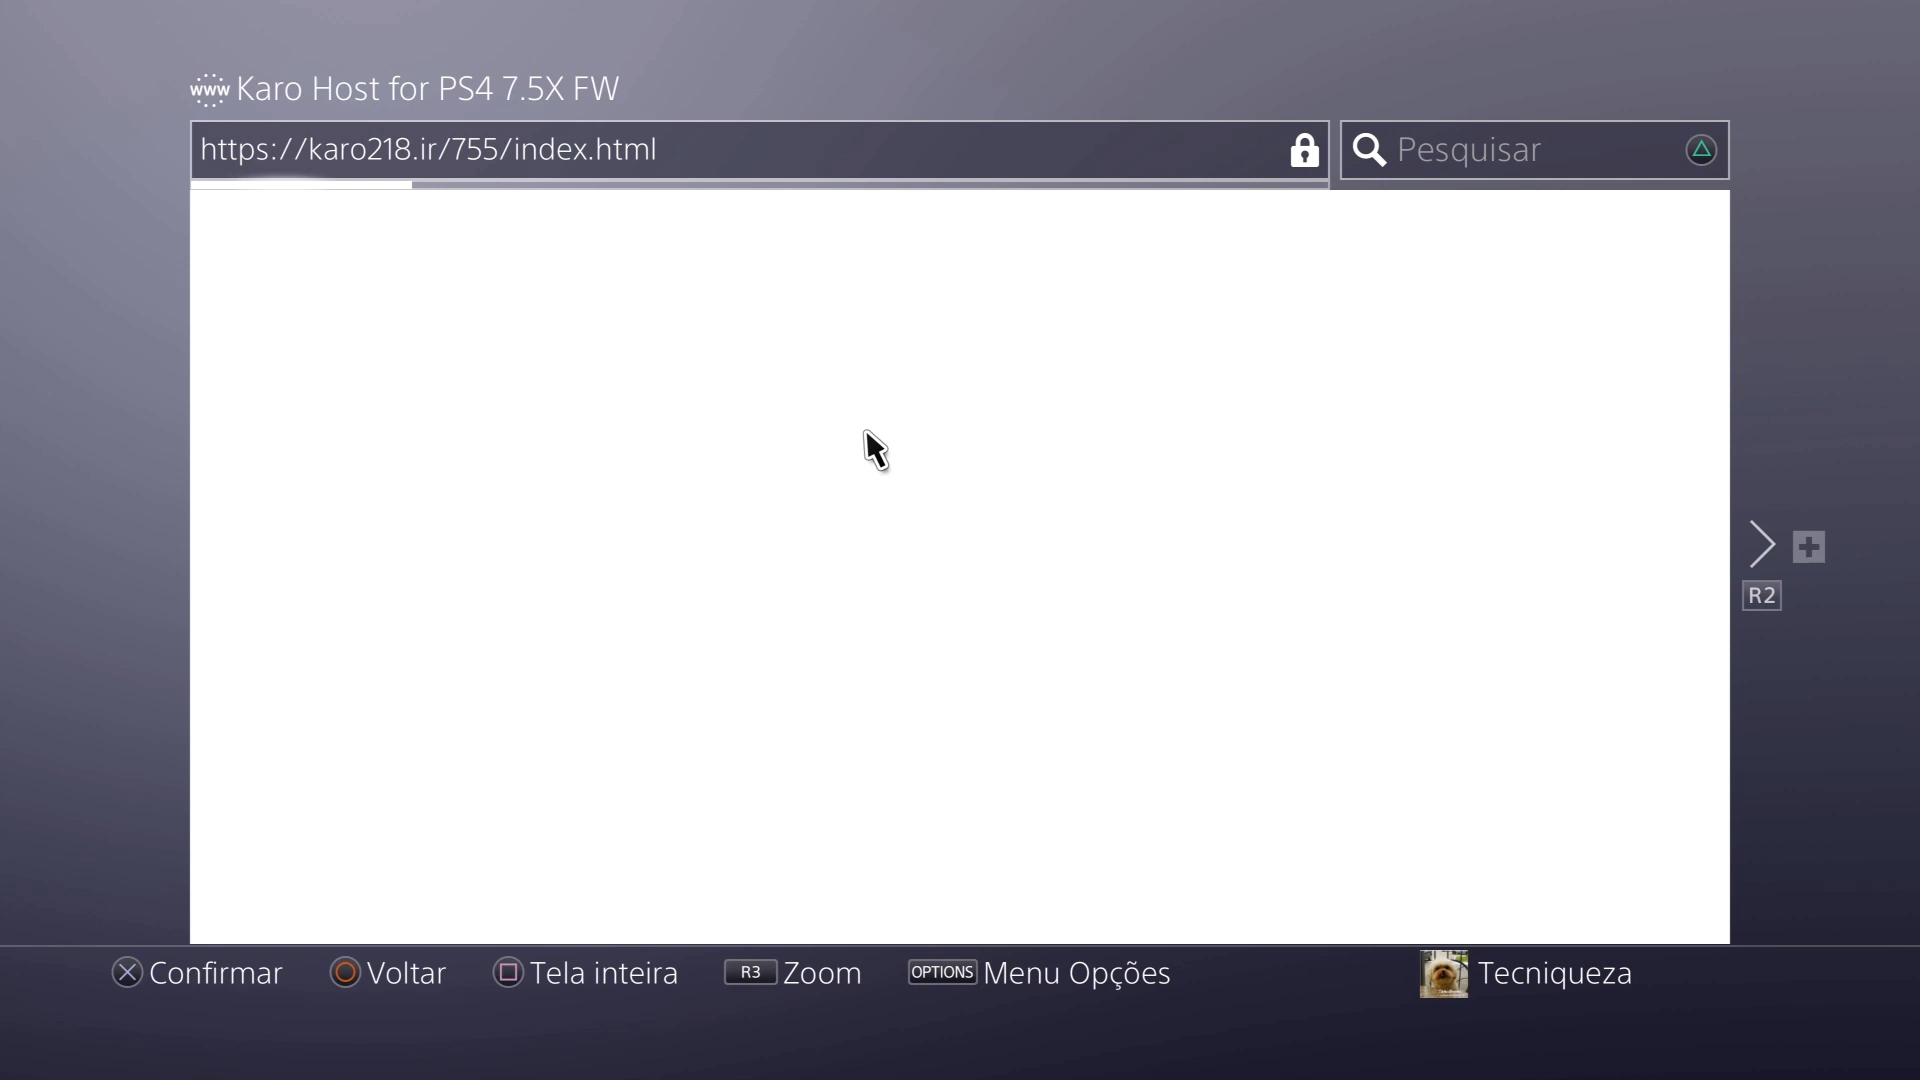 www Karo Host for PS4 7.5X FW
https://karo218.ir/755/index.html
Pesquisar
R2
Confirmar Voltar Tela inteira R3 Zoom OPTIONS Menu Opções Tecniqueza